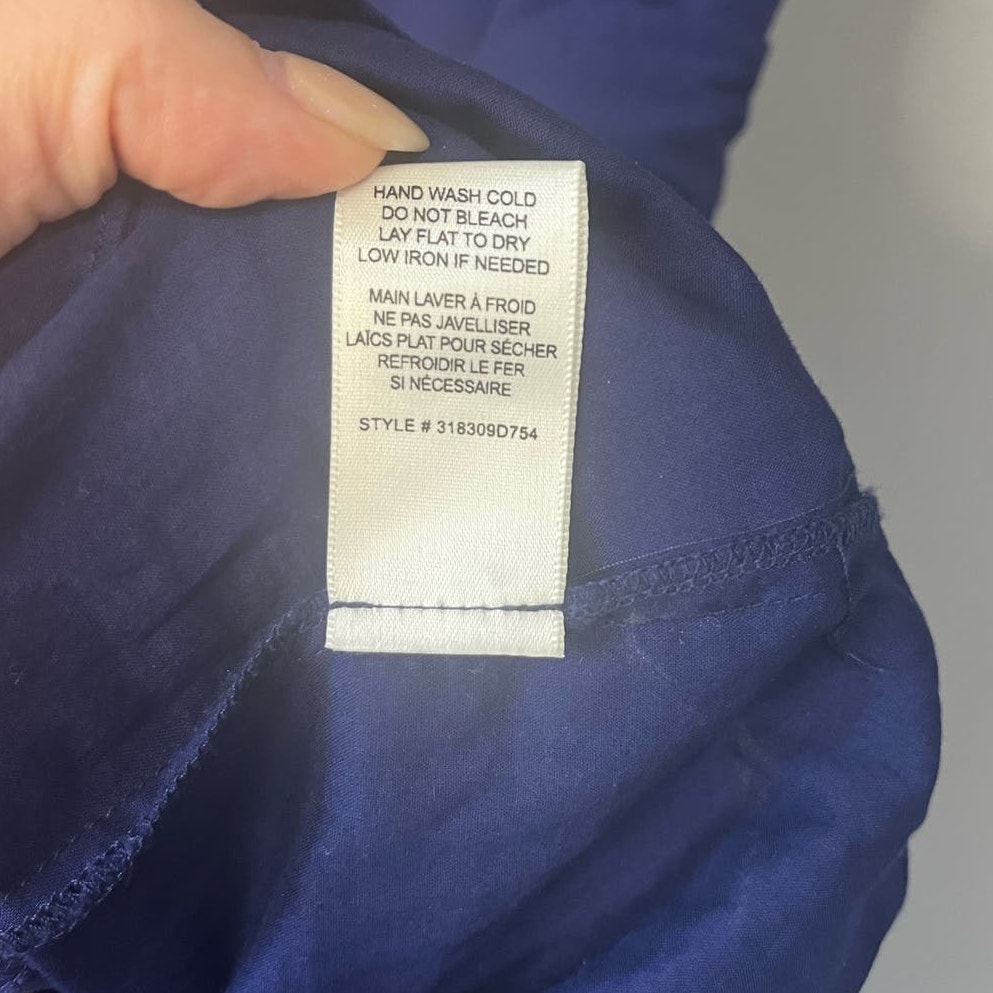 HAND WASH COLD
DO NOT BLEACH
LAY FLAT TO DRY
LOW IRON IF NEEDED
MAIN LAVER À FROID
NE PAS JAVELLISER
LAÏCS PLAT POUR SÉCHER
REFROIDIR LE FER
SI NÉCESSAIRE
STYLE # 318309D754